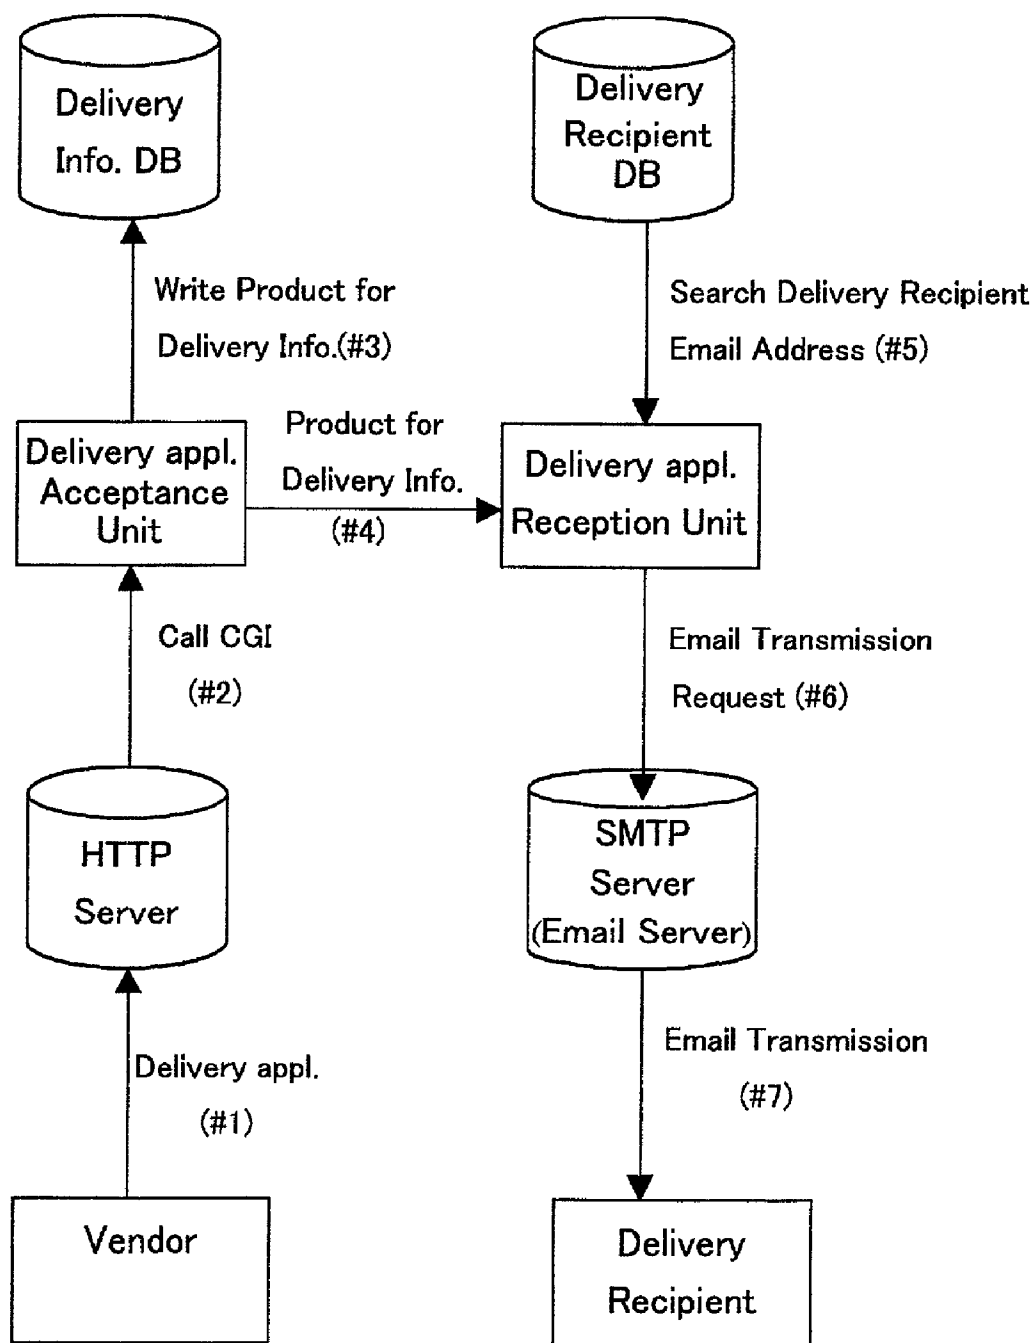 Delivery
Info. DB
Delivery
Recipient
DB
Write Product for
Delivery Info.(#3)
Search Delivery Recipient
Email Address (#5)
Product for
Delivery Info.
(#4)
Delivery appl.
Acceptance
Unit
Delivery appl.
Reception Unit
Call CGI
(#2)
Email Transmission
Request (#6)
HTTP
Server
SMTP
Server
(Email Server)
Delivery appl.
(#1)
Email Transmission
(#7)
Vendor
Delivery
Recipient